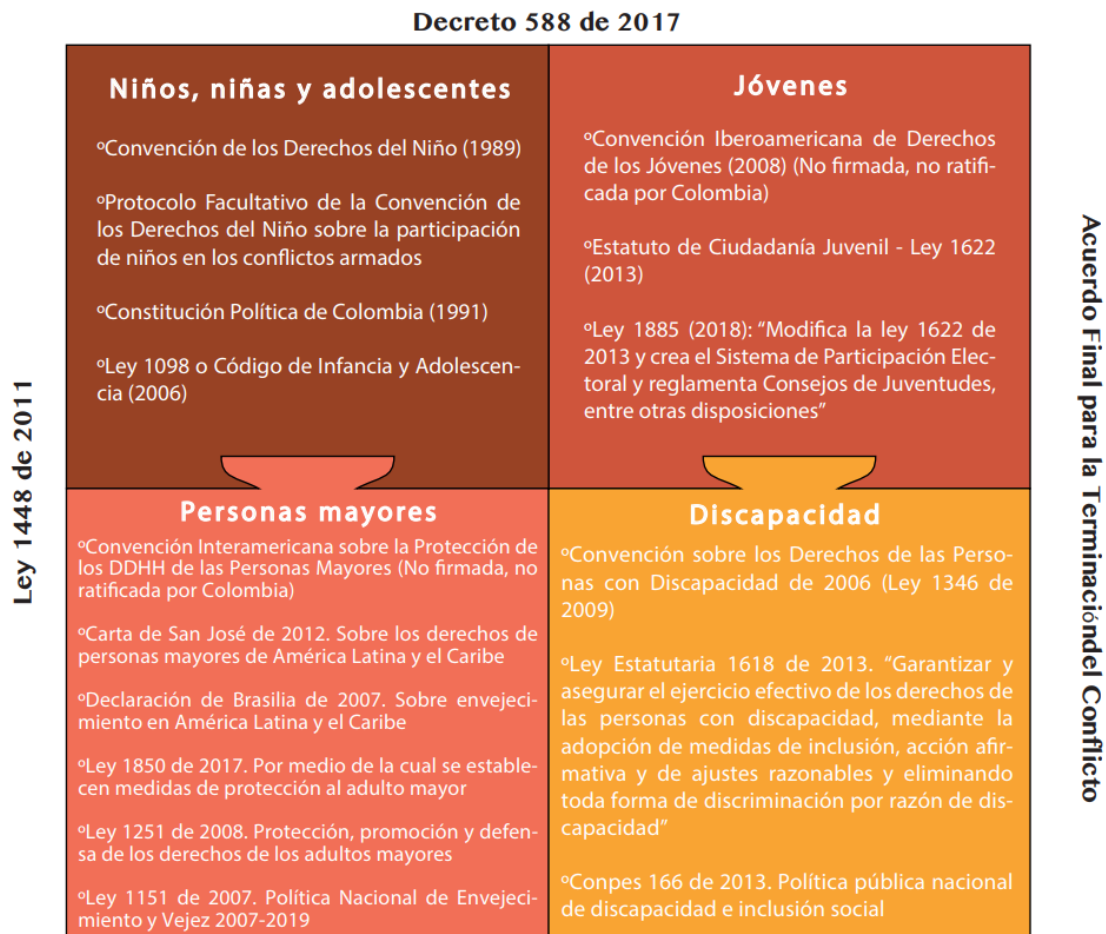 Decreto 588 de 2017
Ley 1448 de 2011
Niños, niñas y adolescentes
ºConvención de los Derechos del Niño (1989)
ºProtocolo Facultativo de la Convención de
los Derechos del Niño sobre la participación
de niños en los conflictos armados
ºConstitución Política de Colombia (1991)
ºLey 1098 o Código de Infancia y Adolescen-
cia (2006)
Jóvenes
ºConvención Iberoamericana de Derechos
de los Jóvenes (2008) (No firmada, no ratifi-
cada por Colombia)
ºEstatuto de Ciudadanía Juvenil - Ley 1622
(2013)
ºLey 1885 (2018): “Modifica la ley 1622 de
2013 y crea el Sistema de Participación Elec-
toral y reglamenta Consejos de Juventudes,
entre otras disposiciones”
Personas mayores
ºConvención Interamericana sobre la Protección de
los DDHH de las Personas Mayores (No firmada, no
ratificada por Colombia)
ºCarta de San José de 2012. Sobre los derechos de
personas mayores de América Latina y el Caribe
ºDeclaración de Brasilia de 2007. Sobre envejeci-
miento en América Latina y el Caribe
ºLey 1850 de 2017. Por medio de la cual se estable-
cen medidas de protección al adulto mayor
ºLey 1251 de 2008. Protección, promoción y defen-
sa de los derechos de los adultos mayores
ºLey 1151 de 2007. Política Nacional de Envejeci-
miento y Vejez 2007-2019
Discapacidad
ºConvención sobre los Derechos de las Perso-
nas con Discapacidad de 2006 (Ley 1346 de
2009)
ºLey Estatutaria 1618 de 2013. “Garantizar y
asegurar el ejercicio efectivo de los derechos de
las personas con discapacidad, mediante la
adopción de medidas de inclusión, acción afir-
mativa y de ajustes razonables y eliminando
toda forma de discriminación por razón de dis-
capacidad”
ºConpes 166 de 2013. Política pública nacional
de discapacidad e inclusión social
Acuerdo Final para la Terminacióndel Conflicto